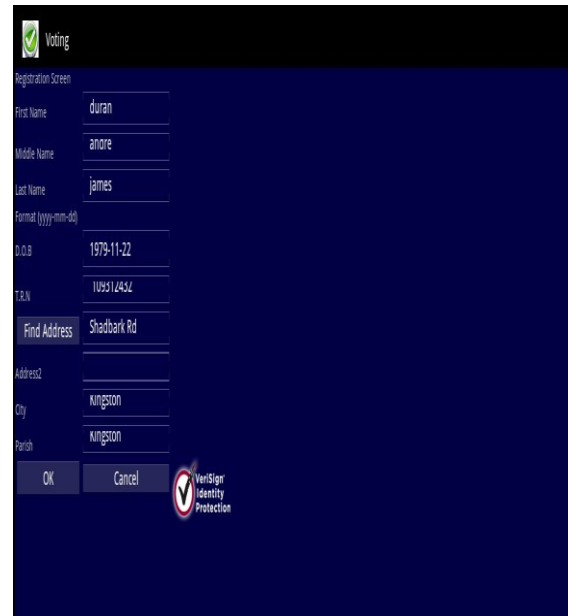 Voting
Registration Screen
First Name duran
Middle Name andre
Last Name james
Format (yyyy-mm-dd)
D.O.B 1979-11-22
T.R.N 109312432
Find Address Shadbark Rd
Address2
City Kingston
Parish Kingston
OK Cancel
VeriSign
Identity
Protection